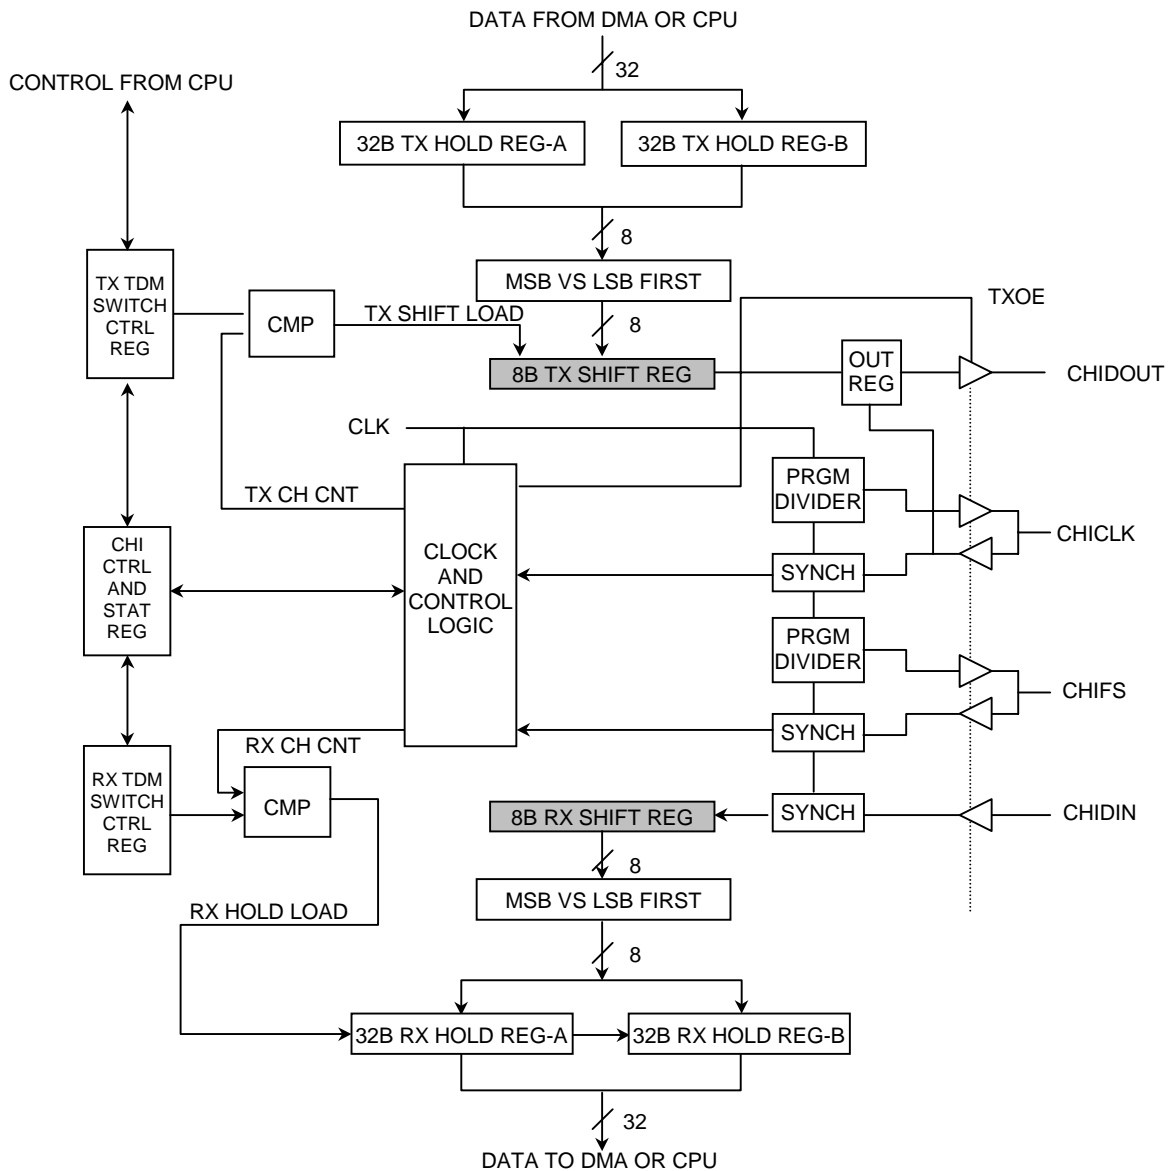 DATA FROM DMA OR CPU
32
CONTROL FROM CPU
32B TX HOLD REG-A
32B TX HOLD REG-B
8
TX TDM
SWITCH
CTRL
REG
MSB VS LSB FIRST
TXOE
CMP
TX SHIFT LOAD
8
8B TX SHIFT REG
OUT
REG
CHIDOUT
CLK
PRGM
DIVIDER
TX CH CNT
CHICLK
CHI
CTRL
AND
STAT
REG
CLOCK
AND
CONTROL
LOGIC
SYNCH
PRGM
DIVIDER
CHIFS
SYNCH
RX CH CNT
RX TDM
SWITCH
CTRL
REG
CMP
8B RX SHIFT REG
SYNCH
CHIDIN
8
MSB VS LSB FIRST
RX HOLD LOAD
8
32B RX HOLD REG-A
32B RX HOLD REG-B
32
DATA TO DMA OR CPU